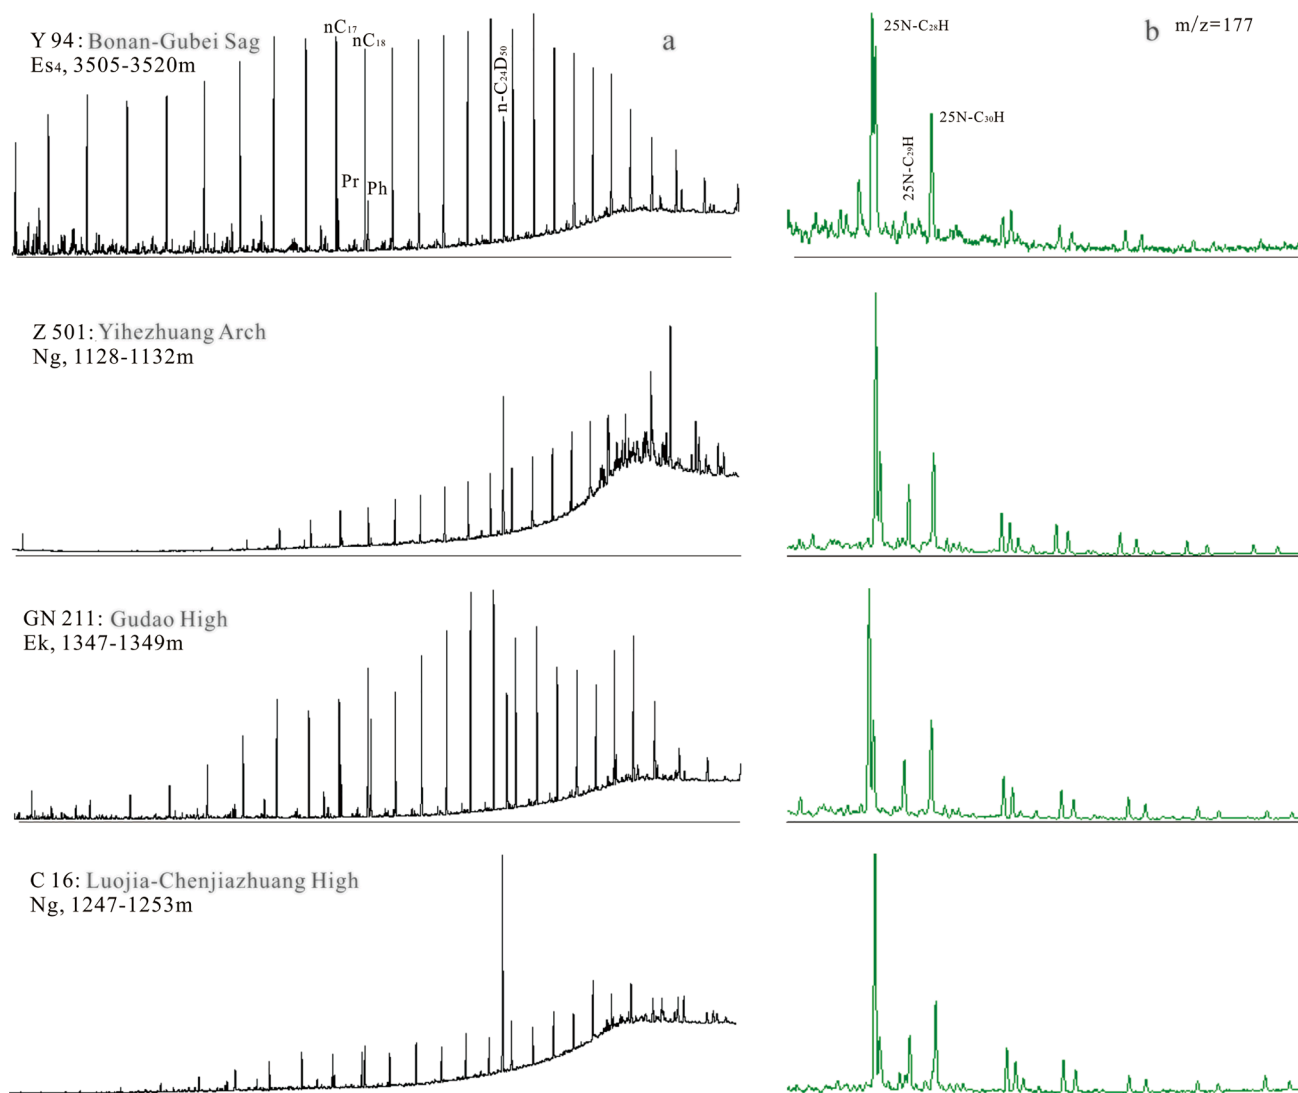 Y 94: Bonan-Gubei Sag
Es4, 3505-3520m
nC17
nC18
Pr
Ph
n-C24D50
a
b
m/z=177
25N-C28H
25N-C29H
25N-C30H
Z 501: Yihezhuang Arch
Ng, 1128-1132m
GN 211: Gudao High
Ek, 1347-1349m
C 16: Luojia-Chenjiazhuang High
Ng, 1247-1253m